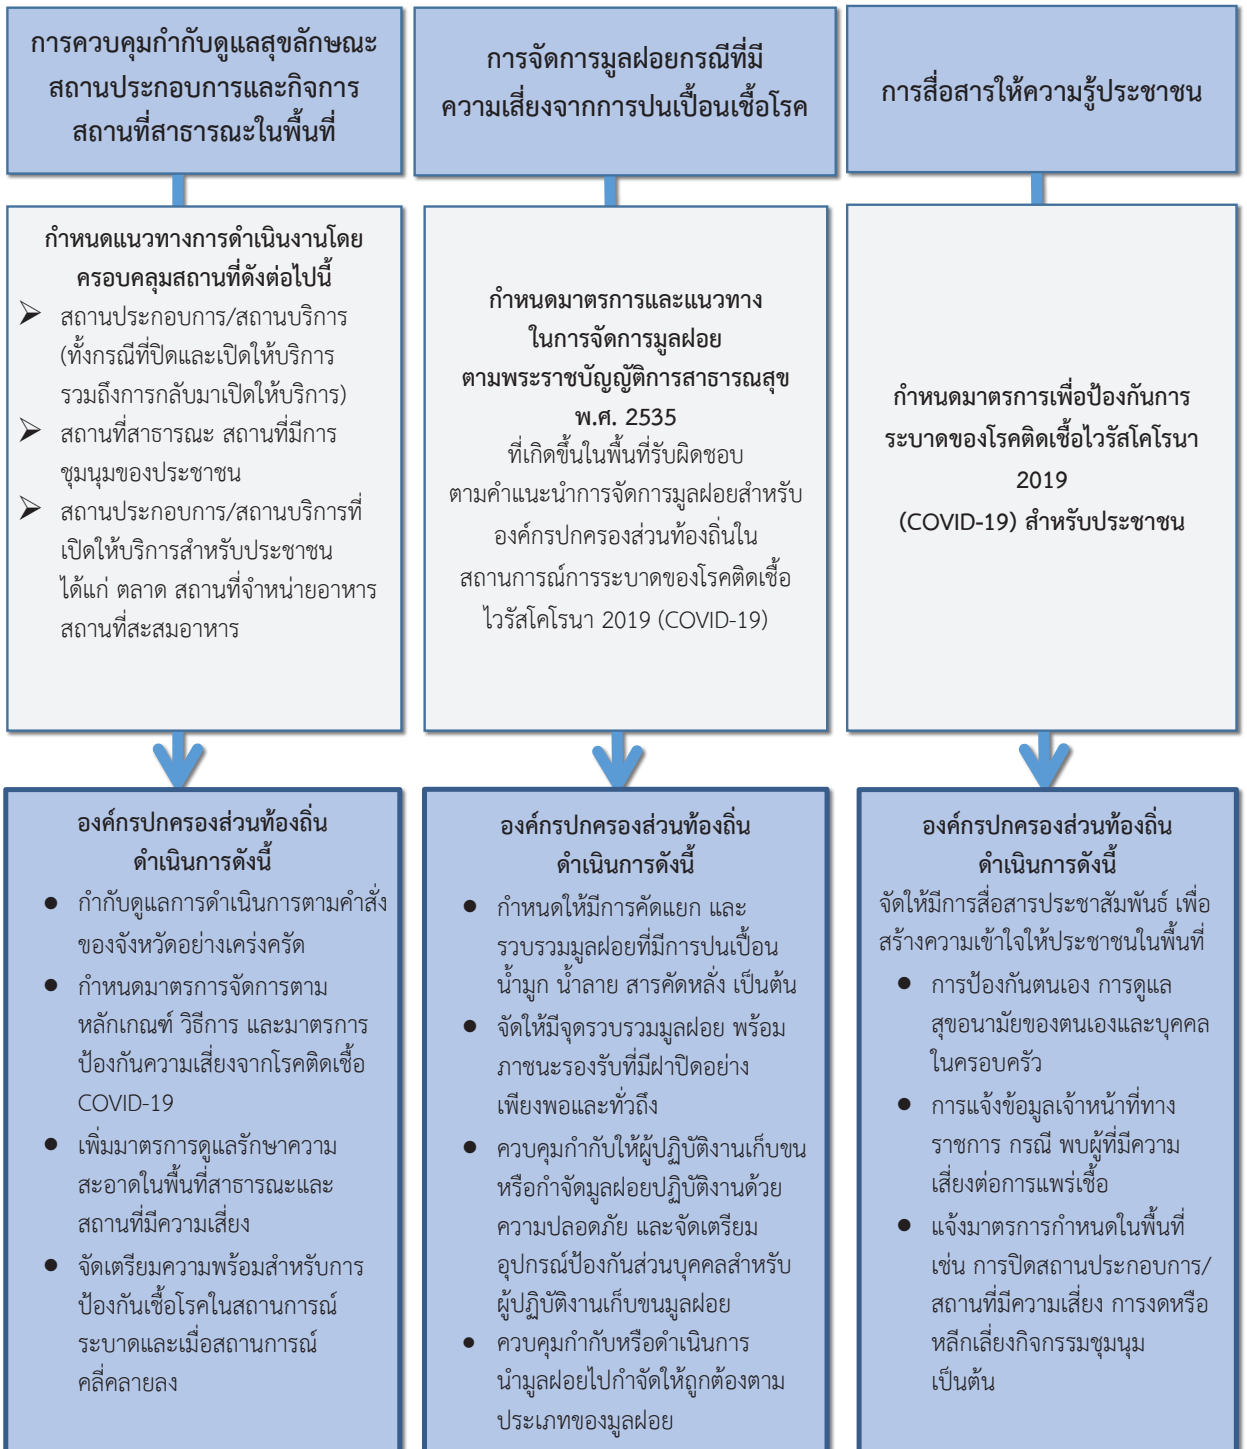 การควบคุมกำกับดูแลสุขลักษณะ
สถานประกอบการและกิจการ
สถานที่สาธารณะในพื้นที่
กำหนดแนวทางการดำเนินงานโดย
ครอบคลุมสถานที่ดังต่อไปนี้
➢ สถานประกอบการ/สถานบริการ
(ทั้งกรณีที่ปิดและเปิดให้บริการ
รวมถึงการกลับมาเปิดให้บริการ)
➢ สถานที่สาธารณะ สถานที่มีการ
ชุมนุมของประชาชน
➢ สถานประกอบการ/สถานบริการที่
เปิดให้บริการสำหรับประชาชน
ได้แก่ ตลาด สถานที่จำหน่ายอาหาร
สถานที่สะสมอาหาร
องค์กรปกครองส่วนท้องถิ่น
ดำเนินการดังนี้
● กำกับดูแลการดำเนินการตามคำสั่ง
ของจังหวัดอย่างเคร่งครัด
● กำหนดมาตรการจัดการตาม
หลักเกณฑ์ วิธีการ และมาตรการ
ป้องกันความเสี่ยงจากโรคติดเชื้อ
COVID-19
● เพิ่มมาตรการดูแลรักษาความ
สะอาดในพื้นที่สาธารณะและ
สถานที่มีความเสี่ยง
● จัดเตรียมความพร้อมสำหรับการ
ป้องกันเชื้อโรคในสถานการณ์
ระบาดและเมื่อสถานการณ์
คลี่คลายลง
การจัดการมูลฝอยกรณีที่มี
ความเสี่ยงจากการปนเปื้อนเชื้อโรค
กำหนดมาตรการและแนวทาง
ในการจัดการมูลฝอย
ตามพระราชบัญญัติการสาธารณสุข
พ.ศ. 2535
ที่เกิดขึ้นในพื้นที่รับผิดชอบ
ตามคำแนะนำการจัดการมูลฝอยสำหรับ
องค์กรปกครองส่วนท้องถิ่นใน
สถานการณ์การระบาดของโรคติดเชื้อ
ไวรัสโคโรนา 2019 (COVID-19)
องค์กรปกครองส่วนท้องถิ่น
ดำเนินการดังนี้
● กำหนดให้มีการคัดแยก และ
รวบรวมมูลฝอยที่มีการปนเปื้อน
น้ำมูก น้ำลาย สารคัดหลั่ง เป็นต้น
● จัดให้มีจุดรวบรวมมูลฝอย พร้อม
ภาชนะรองรับที่มีฝาปิดอย่าง
เพียงพอและทั่วถึง
● ควบคุมกำกับให้ผู้ปฏิบัติงานเก็บขน
หรือกำจัดมูลฝอยปฏิบัติงานด้วย
ความปลอดภัย และจัดเตรียม
อุปกรณ์ป้องกันส่วนบุคคลสำหรับ
ผู้ปฏิบัติงานเก็บขนมูลฝอย
● ควบคุมกำกับหรือดำเนินการ
นำมูลฝอยไปกำจัดให้ถูกต้องตาม
ประเภทของมูลฝอย
การสื่อสารให้ความรู้ประชาชน
กำหนดมาตรการเพื่อป้องกันการ
ระบาดของโรคติดเชื้อไวรัสโคโรนา
2019
(COVID-19) สำหรับประชาชน
องค์กรปกครองส่วนท้องถิ่น
ดำเนินการดังนี้
จัดให้มีการสื่อสารประชาสัมพันธ์ เพื่อ
สร้างความเข้าใจให้ประชาชนในพื้นที่
● การป้องกันตนเอง การดูแล
สุขอนามัยของตนเองและบุคคล
ในครอบครัว
● การแจ้งข้อมูลเจ้าหน้าที่ทาง
ราชการ กรณี พบผู้ที่มีความ
เสี่ยงต่อการแพร่เชื้อ
● แจ้งมาตรการกำหนดในพื้นที่
เช่น การปิดสถานประกอบการ/
สถานที่มีความเสี่ยง การงดหรือ
หลีกเลี่ยงกิจกรรมชุมนุม
เป็นต้น